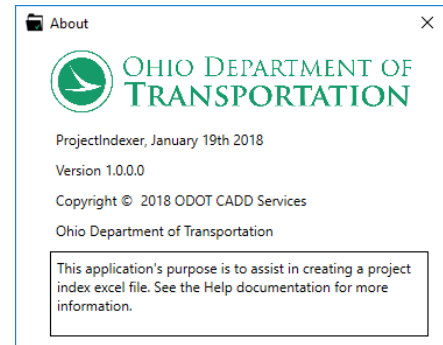 About
OHIO DEPARTMENT OF
TRANSPORTATION
ProjectIndexer, January 19th 2018
Version 1.0.0.0
Copyright © 2018 ODOT CADD Services
Ohio Department of Transportation
This application's purpose is to assist in creating a project
index excel file. See the Help documentation for more
information.